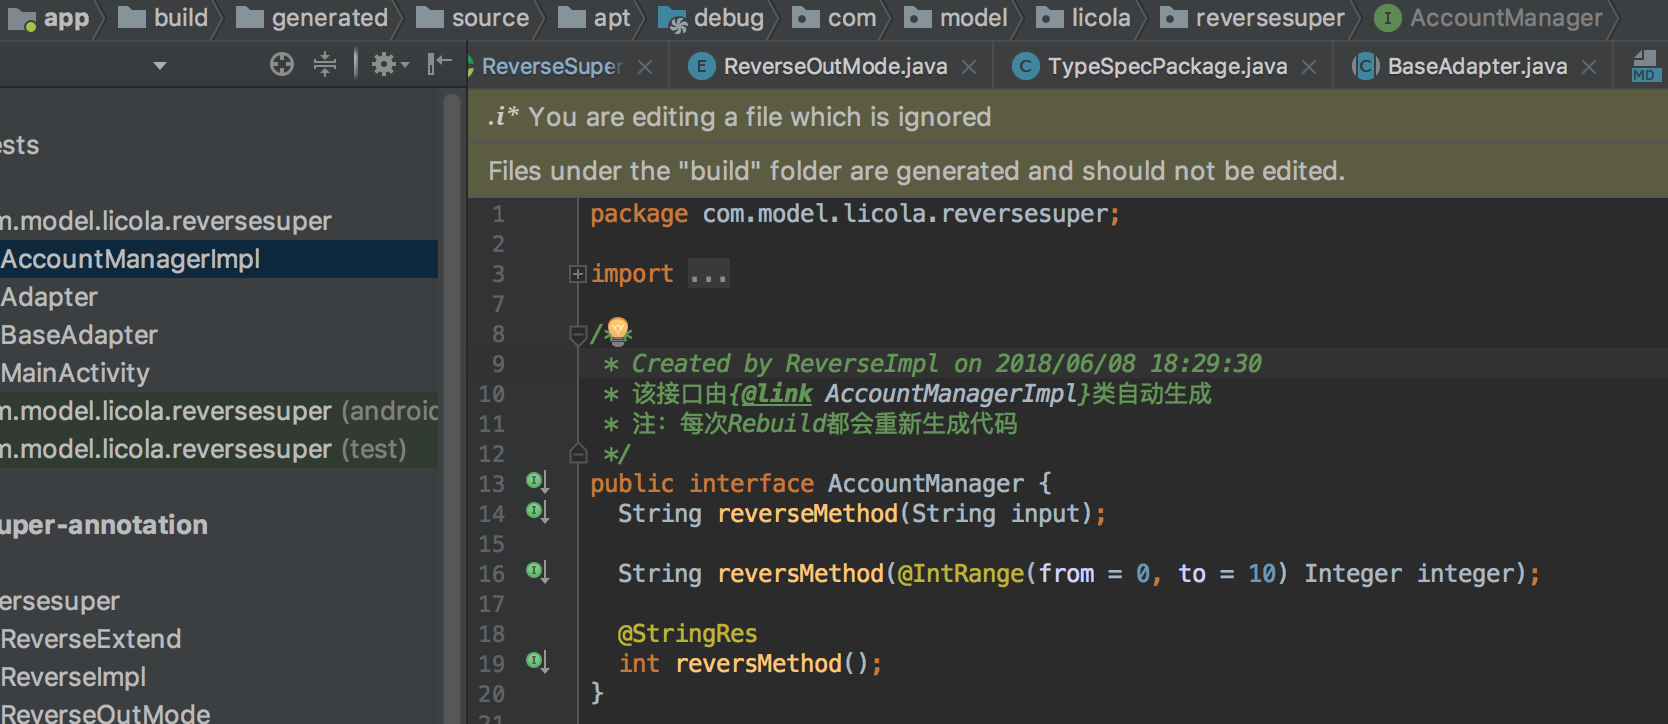 app build generated source apt debug com model licola reversesuper I AccountManager
ReverseSuper E ReverseOutMode.java C TypeSpecPackage.java C BaseAdapter.java MD
.i* You are editing a file which is ignored
Files under the "build" folder are generated and should not be edited.
ests
m.model.licola.reversesuper
AccountManagerImpl
Adapter
BaseAdapter
MainActivity
m.model.licola.reversesuper (android
m.model.licola.reversesuper (test)
uper-annotation
ersesuper
ReverseExtend
ReverseImpl
ReverseOutMode
1 package com.model.licola.reversesuper;
2
3 import ...
7
8 /**
9 * Created by ReverseImpl on 2018/06/08 18:29:30
10 * 该接口由{@link AccountManagerImpl}类自动生成
11 * 注：每次Rebuild都会重新生成代码
12 */
13 public interface AccountManager {
14 String reverseMethod(String input);
15
16 String reversMethod(@IntRange(from = 0, to = 10) Integer integer);
17
18 @StringRes
19 int reversMethod();
20 }
21